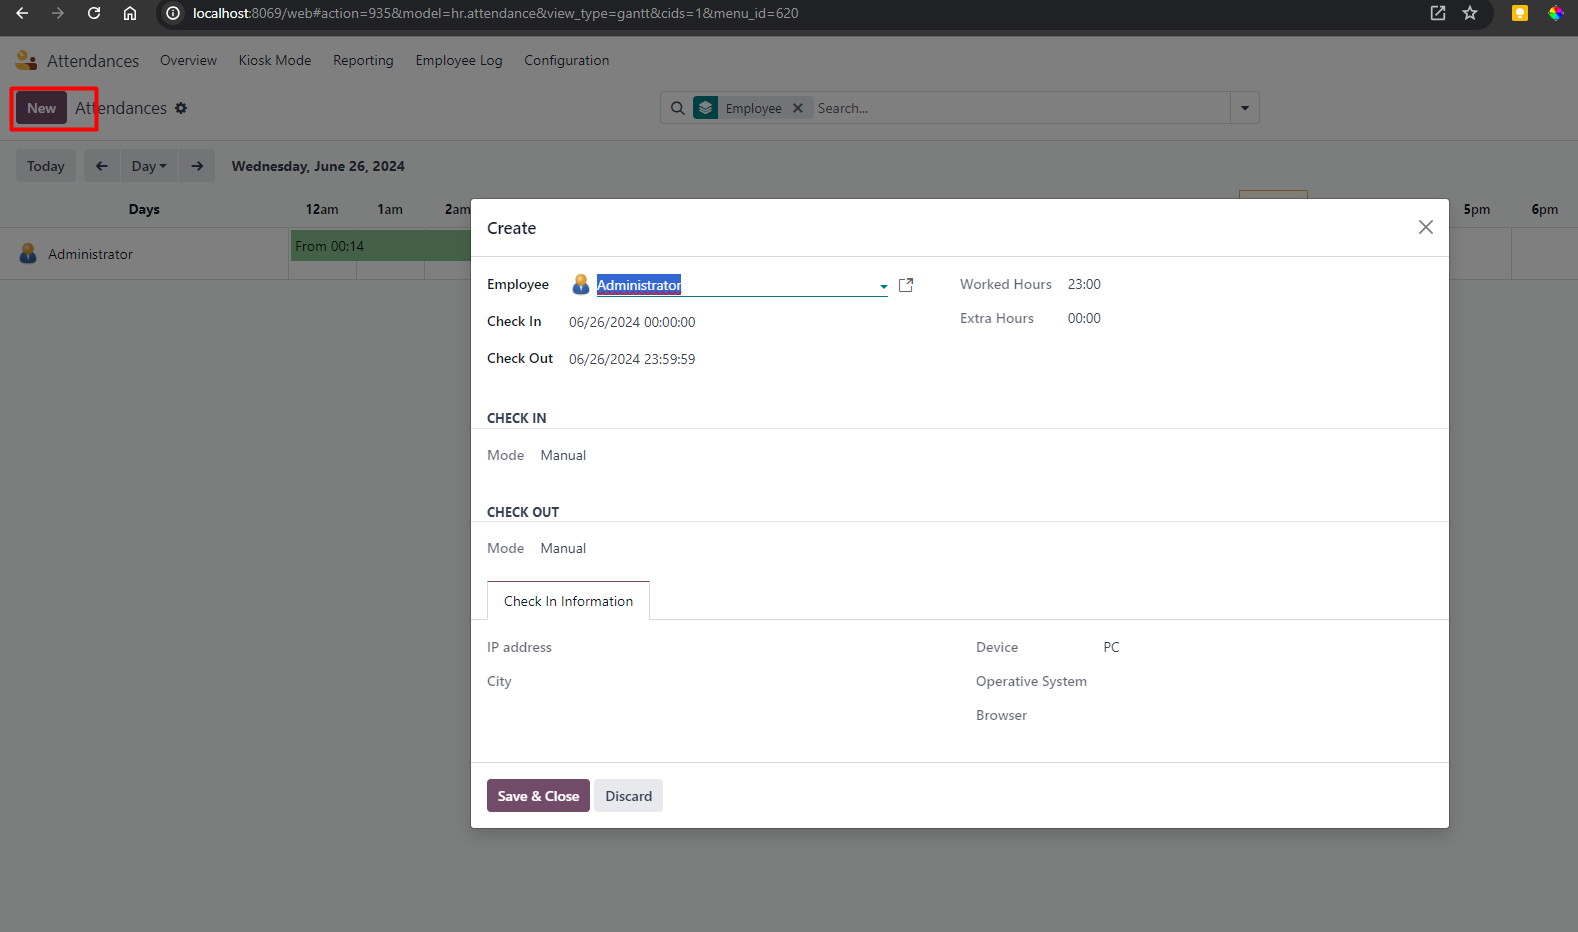 localhost:8069/web#action=935&model=hr.attendance&view_type=gantt&cids=1&menu_id=620
Attendances Overview Kiosk Mode Reporting Employee Log Configuration
New Attendances Employee Search...
Today Day Wednesday, June 26, 2024
Days 12am 1am 2am 5pm 6pm
Administrator From 00:14
Create
Employee Administrator Worked Hours 23:00
Check In 06/26/2024 00:00:00 Extra Hours 00:00
Check Out 06/26/2024 23:59:59
CHECK IN
Mode Manual
CHECK OUT
Mode Manual
Check In Information
IP address Device PC
City Operative System
Browser
Save & Close Discard